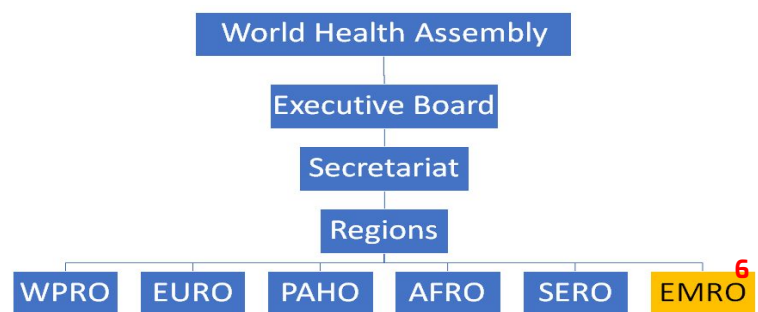 World Health Assembly
Executive Board
Secretariat
Regions
WPRO EURO PAHO AFRO SERO EMRO 6